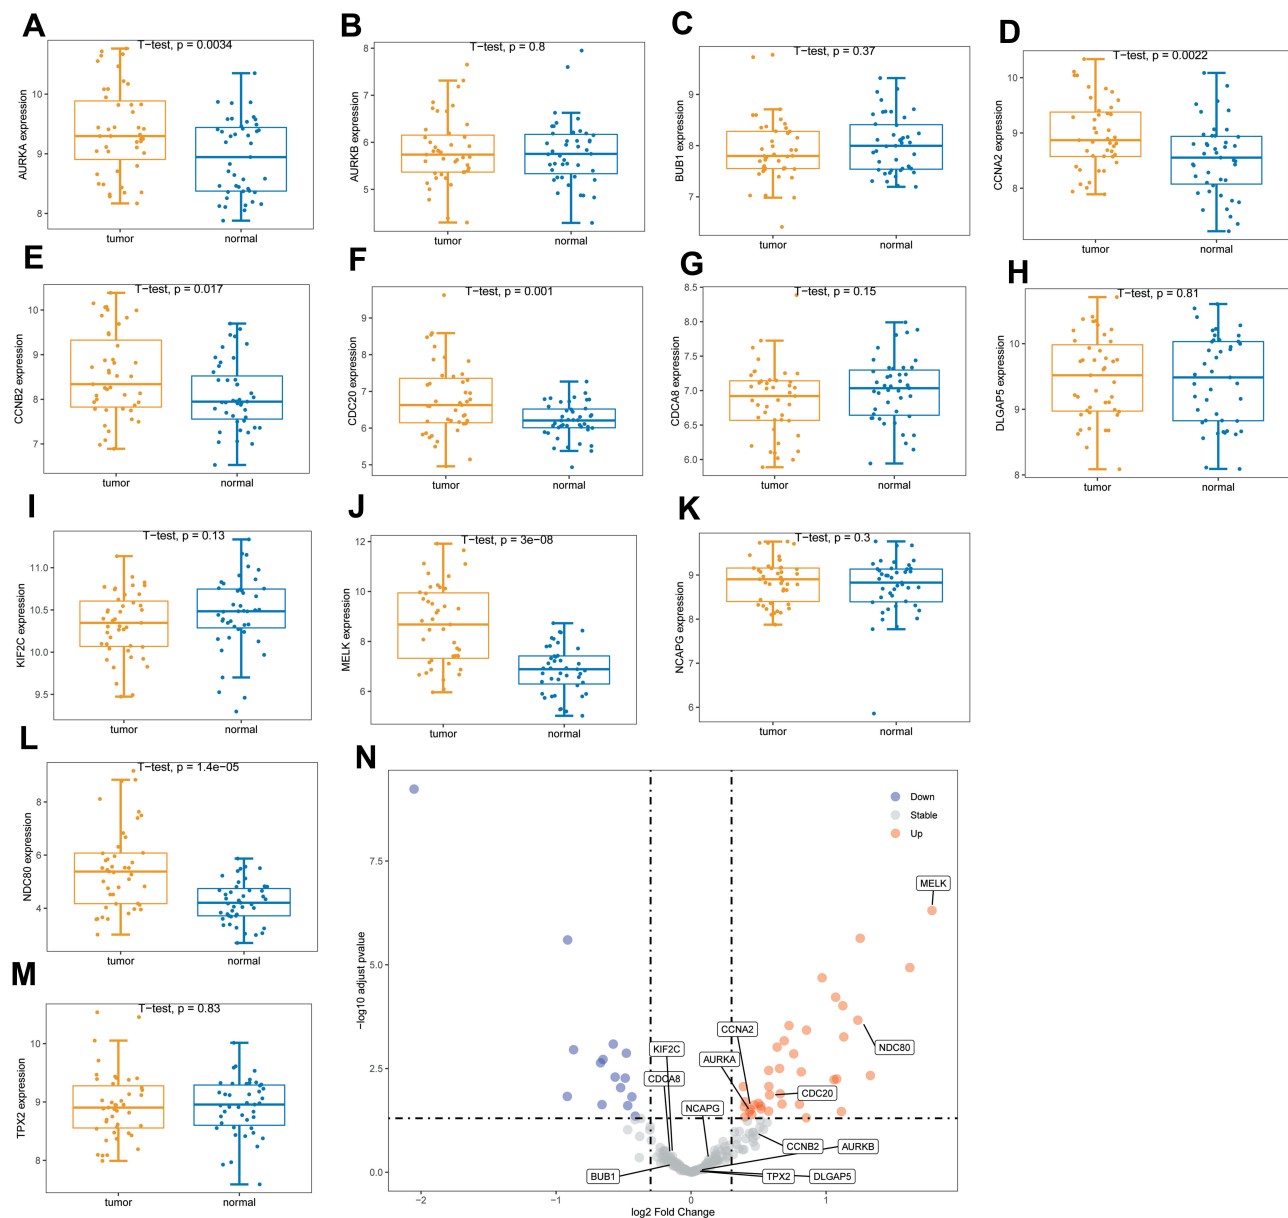 A
T-test, p = 0.0034
AURKA expression
10
9
8
tumor
normal
B
T-test, p = 0.8
AURKB expression
8
7
6
5
tumor
normal
C
T-test, p = 0.37
BUB1 expression
9
8
7
tumor
normal
D
T-test, p = 0.0022
CCNA2 expression
10
9
8
tumor
normal
E
T-test, p = 0.017
CCNB2 expression
10
9
8
7
tumor
normal
F
T-test, p = 0.001
CDC20 expression
9
8
7
6
5
tumor
normal
G
T-test, p = 0.15
CDCA8 expression
8.5
8.0
7.5
7.0
6.5
6.0
tumor
normal
H
T-test, p = 0.81
DLGAP5 expression
10
9
8
tumor
normal
I
T-test, p = 0.13
KIF2C expression
11.0
10.5
10.0
9.5
tumor
normal
J
T-test, p = 3e-08
MELK expression
12
10
8
6
tumor
normal
K
T-test, p = 0.3
NCAPG expression
9
8
7
6
tumor
normal
L
T-test, p = 1.4e-05
NDC80 expression
8
6
4
tumor
normal
M
T-test, p = 0.83
TPX2 expression
10
9
8
tumor
normal
N
Down
Stable
Up
−log10 adjust pvalue
7.5
5.0
2.5
0.0
MELK
NDC80
CCNA2
KIF2C
AURKA
CDCA8
CDC20
NCAPG
CCNB2
AURKB
BUB1
TPX2
DLGAP5
−2
−1
0
1
log2 Fold Change